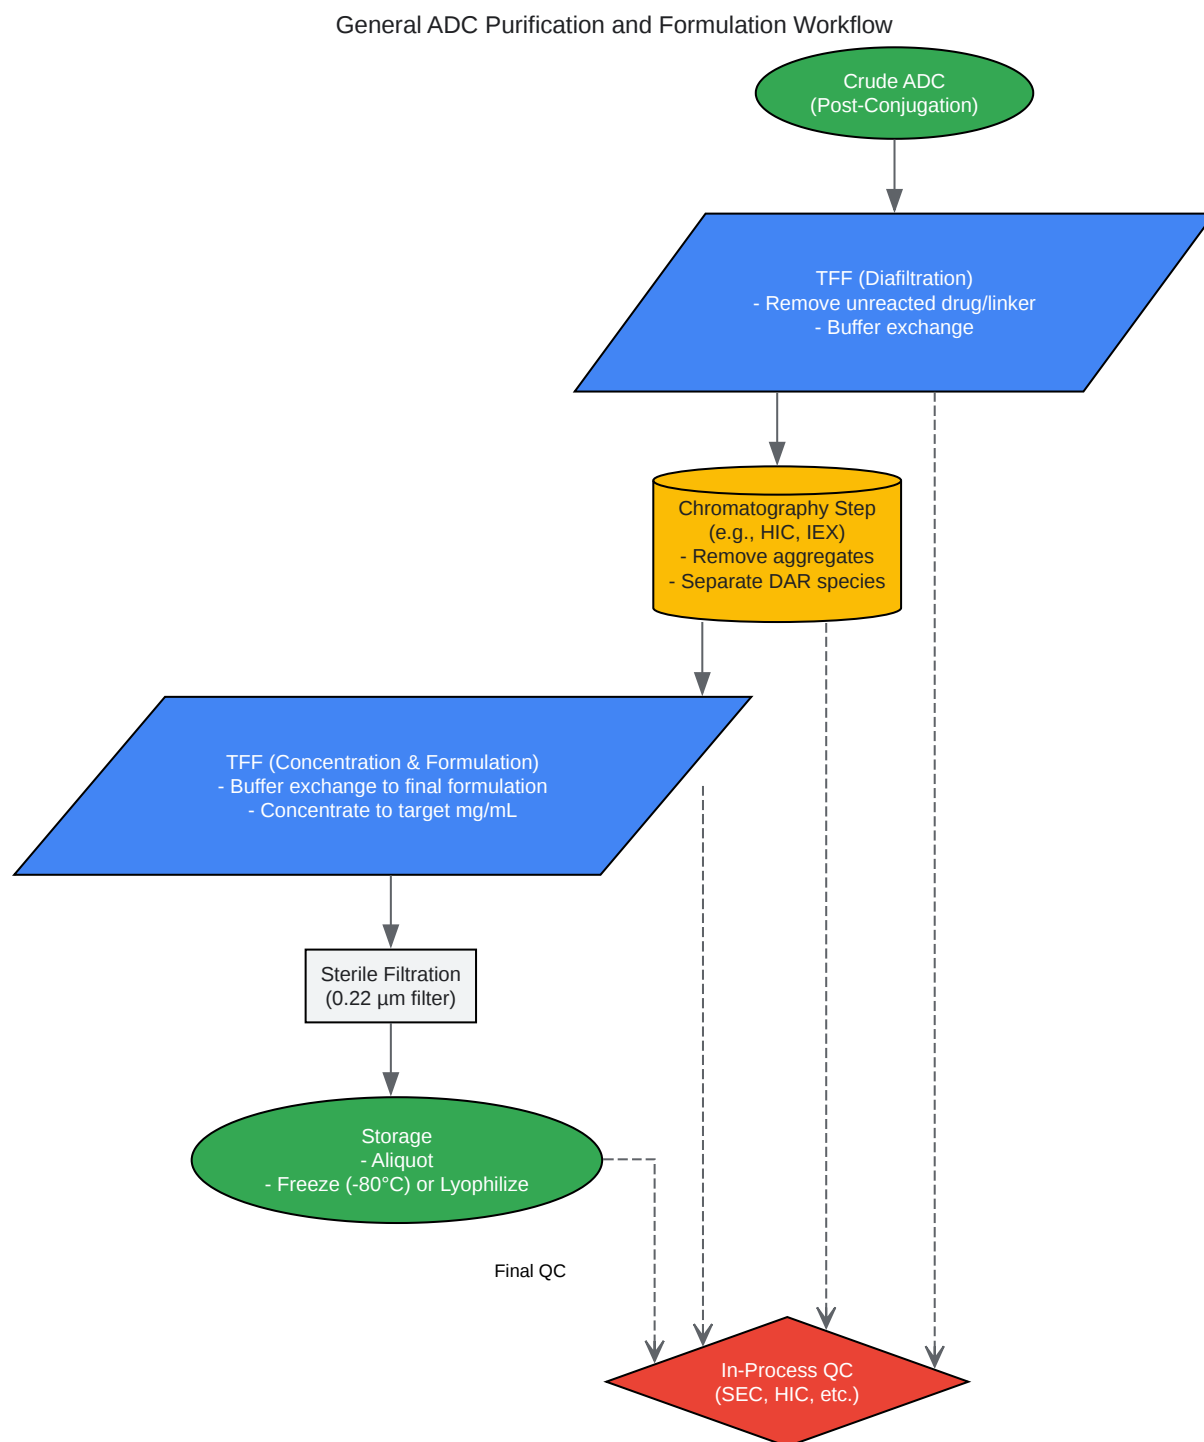 General ADC Purification and Formulation Workflow
Crude ADC
(Post-Conjugation)
TFF (Diafiltration)
- Remove unreacted drug/linker
- Buffer exchange
Chromatography Step
(e.g., HIC, IEX)
- Remove aggregates
- Separate DAR species
TFF (Concentration & Formulation)
- Buffer exchange to final formulation
- Concentrate to target mg/mL
Sterile Filtration
(0.22 µm filter)
Storage
- Aliquot
- Freeze (-80°C) or Lyophilize
Final QC
In-Process QC
(SEC, HIC, etc.)